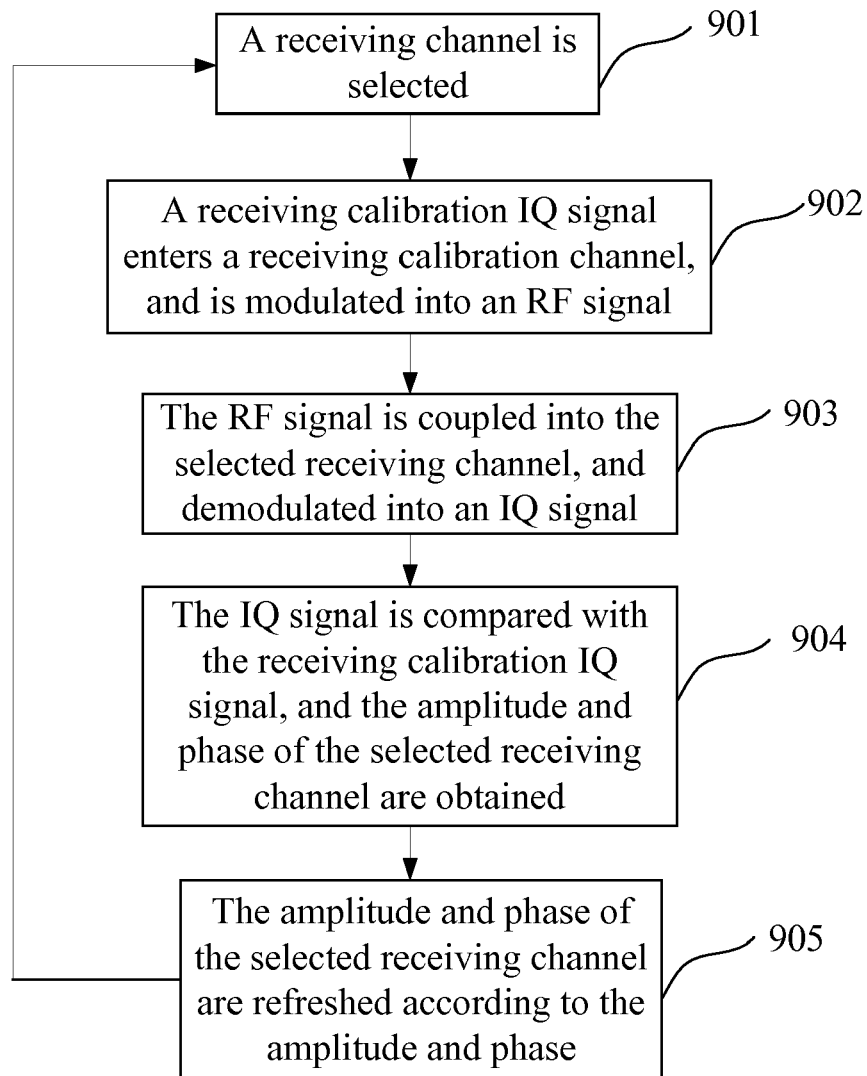 A receiving channel is
selected
901
A receiving calibration IQ signal
enters a receiving calibration channel,
and is modulated into an RF signal
902
The RF signal is coupled into the
selected receiving channel, and
demodulated into an IQ signal
903
The IQ signal is compared with
the receiving calibration IQ
signal, and the amplitude and
phase of the selected receiving
channel are obtained
904
The amplitude and phase of
the selected receiving channel
are refreshed according to the
amplitude and phase
905